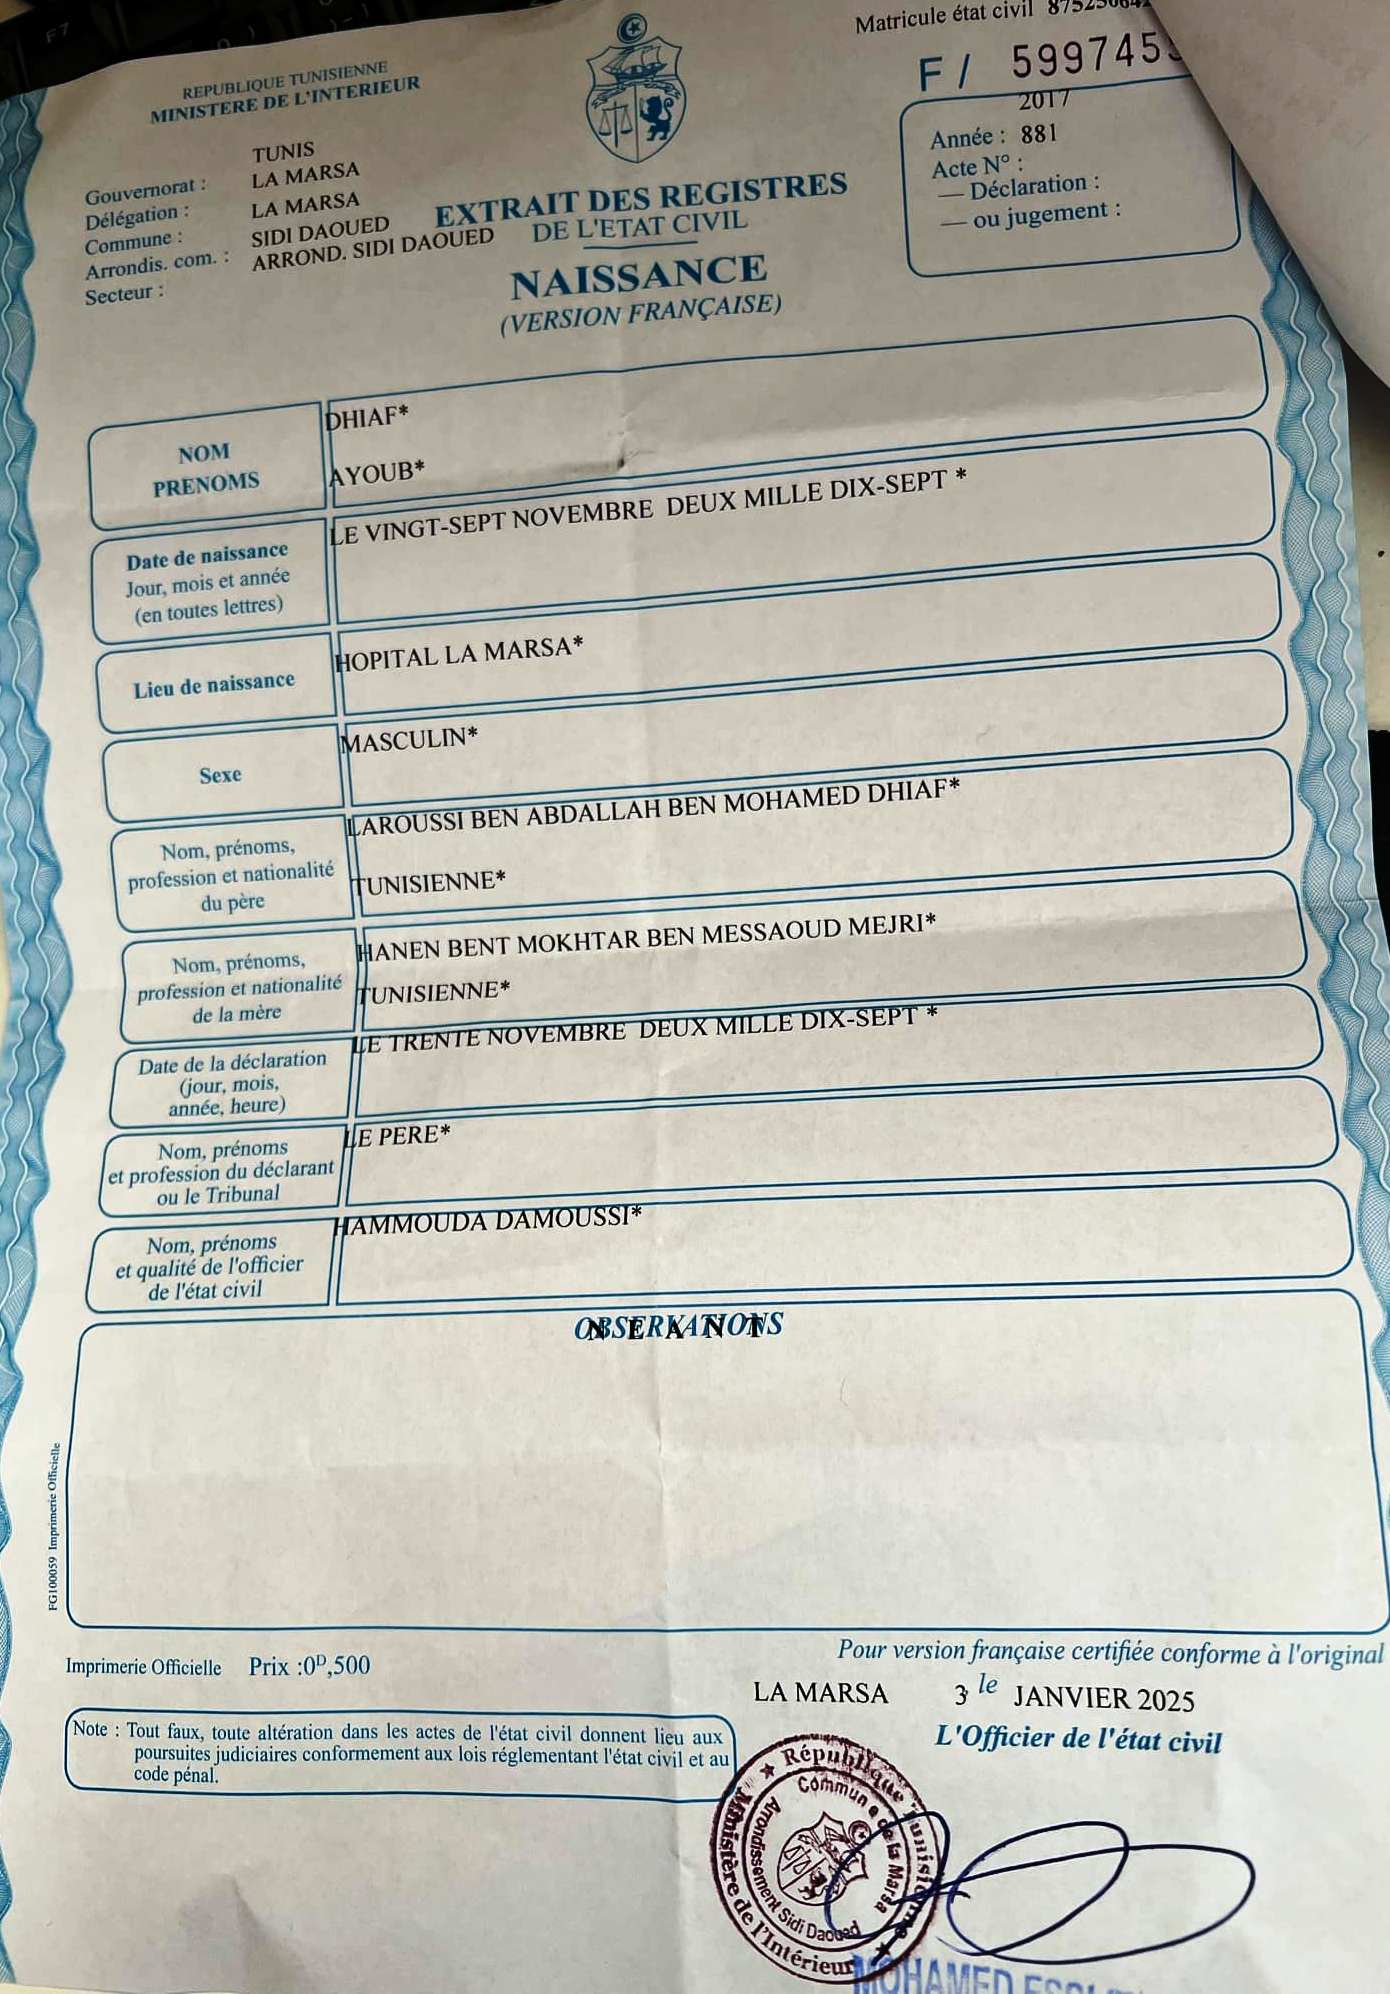 Matricule état civil
F / 599745
REPUBLIQUE TUNISIENNE
MINISTERE DE L'INTERIEUR
2017
Année : 881
Acte N° :
— Déclaration :
— ou jugement :
TUNIS
Gouvernorat : LA MARSA
Délégation : LA MARSA
Commune : SIDI DAOUED
Arrondis. com. : ARROND. SIDI DAOUED
Secteur :
EXTRAIT DES REGISTRES
DE L'ETAT CIVIL
NAISSANCE
(VERSION FRANÇAISE)
NOM
PRENOMS
DHIAF*
AYOUB*
Date de naissance
Jour, mois et année
(en toutes lettres)
LE VINGT-SEPT NOVEMBRE DEUX MILLE DIX-SEPT *
Lieu de naissance
HOPITAL LA MARSA*
Sexe
MASCULIN*
Nom, prénoms,
profession et nationalité
du père
LAROUSSI BEN ABDALLAH BEN MOHAMED DHIAF*
TUNISIENNE*
Nom, prénoms,
profession et nationalité
de la mère
HANEN BENT MOKHTAR BEN MESSAOUD MEJRI*
TUNISIENNE*
Date de la déclaration
(jour, mois,
année, heure)
LE TRENTE NOVEMBRE DEUX MILLE DIX-SEPT *
Nom, prénoms
et profession du déclarant
ou le Tribunal
LE PERE*
Nom, prénoms
et qualité de l'officier
de l'état civil
HAMMOUDA DAMOUSSI*
OBSERVATIONS
N E A N T
FG100059 Imprimerie Officielle
Imprimerie Officielle Prix :0D,500
Pour version française certifiée conforme à l'original
LA MARSA 3 le JANVIER 2025
L'Officier de l'état civil
Note : Tout faux, toute altération dans les actes de l'état civil donnent lieu aux
poursuites judiciaires conformement aux lois réglementant l'état civil et au
code pénal.
République Tunisienne
Ministère de l'Intérieur
Commune de la Marsa
Arrondissement Sidi Daoued
MOHAMED